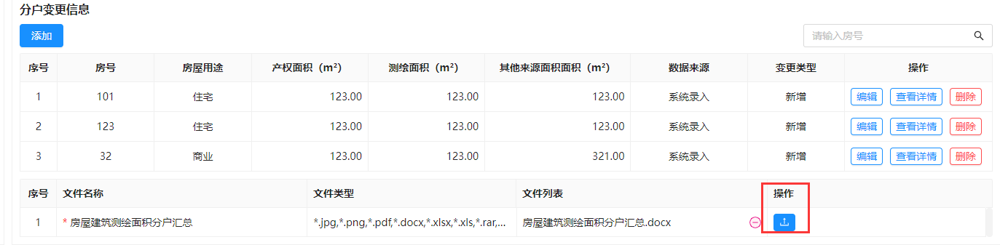 分户变更信息
添加
请输入房号
序号 房号 房屋用途 产权面积（m²） 测绘面积（m²） 其他来源面积面积（m²） 数据来源 变更类型 操作
1 101 住宅 123.00 123.00 123.00 系统录入 新增 编辑 查看详情 删除
2 123 住宅 123.00 123.00 123.00 系统录入 新增 编辑 查看详情 删除
3 32 商业 123.00 123.00 321.00 系统录入 新增 编辑 查看详情 删除
序号 文件名称 文件类型 文件列表 操作
1 * 房屋建筑测绘面积分户汇总 *.jpg,*.png,*.pdf,*.docx,*.xlsx,*.xls,*.rar,... 房屋建筑测绘面积分户汇总.docx